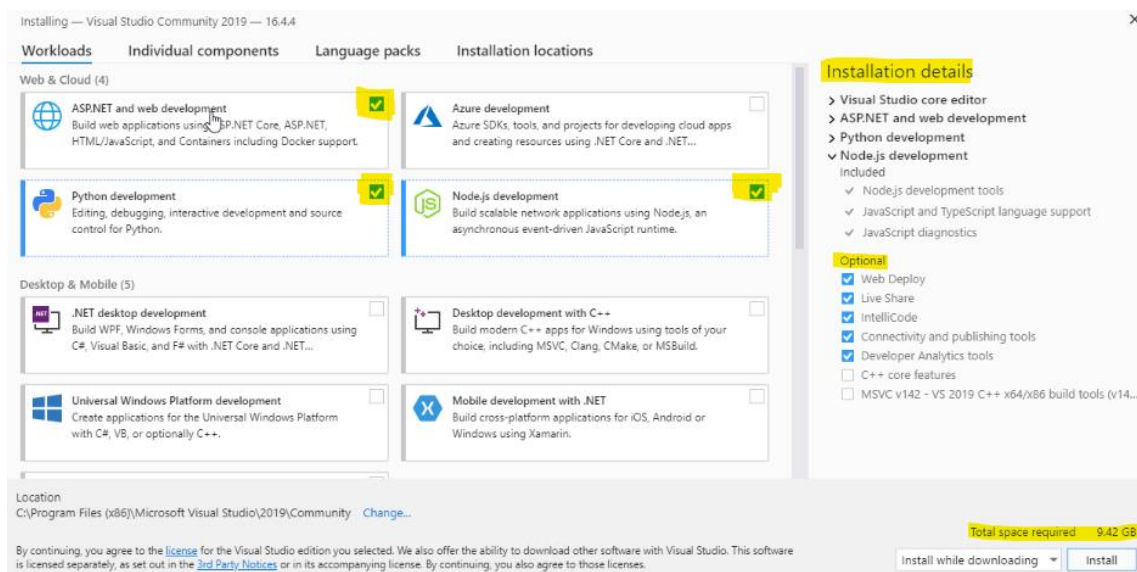 Installing — Visual Studio Community 2019 — 16.4.4
Workloads
Individual components
Language packs
Installation locations
Web & Cloud (4)
ASP.NET and web development
Build web applications using ASP.NET Core, ASP.NET,
HTML/JavaScript, and Containers including Docker support.
Azure development
Azure SDKs, tools, and projects for developing cloud apps
and creating resources using .NET Core and .NET...
Python development
Editing, debugging, interactive development and source
control for Python.
Node.js development
Build scalable network applications using Node.js, an
asynchronous event-driven JavaScript runtime.
Desktop & Mobile (5)
.NET desktop development
Build WPF, Windows Forms, and console applications using
C#, Visual Basic, and F# with .NET Core and .NET...
Desktop development with C++
Build modern C++ apps for Windows using tools of your
choice, including MSVC, Clang, CMake, or MSBuild.
Universal Windows Platform development
Create applications for the Universal Windows Platform
with C#, VB, or optionally C++.
Mobile development with .NET
Build cross-platform applications for iOS, Android or
Windows using Xamarin.
Installation details
Visual Studio core editor
ASP.NET and web development
Python development
Node.js development
Included
Node.js development tools
JavaScript and TypeScript language support
JavaScript diagnostics
Optional
Web Deploy
Live Share
IntelliCode
Connectivity and publishing tools
Developer Analytics tools
C++ core features
MSVC v142 - VS 2019 C++ x64/x86 build tools (v14...
Location
C:\Program Files (x86)\Microsoft Visual Studio\2019\Community Change...
Total space required 9.42 GB
By continuing, you agree to the license for the Visual Studio edition you selected. We also offer the ability to download other software with Visual Studio. This software
is licensed separately, as set out in the 3rd Party Notices or in its accompanying license. By continuing, you also agree to those licenses.
Install while downloading
Install